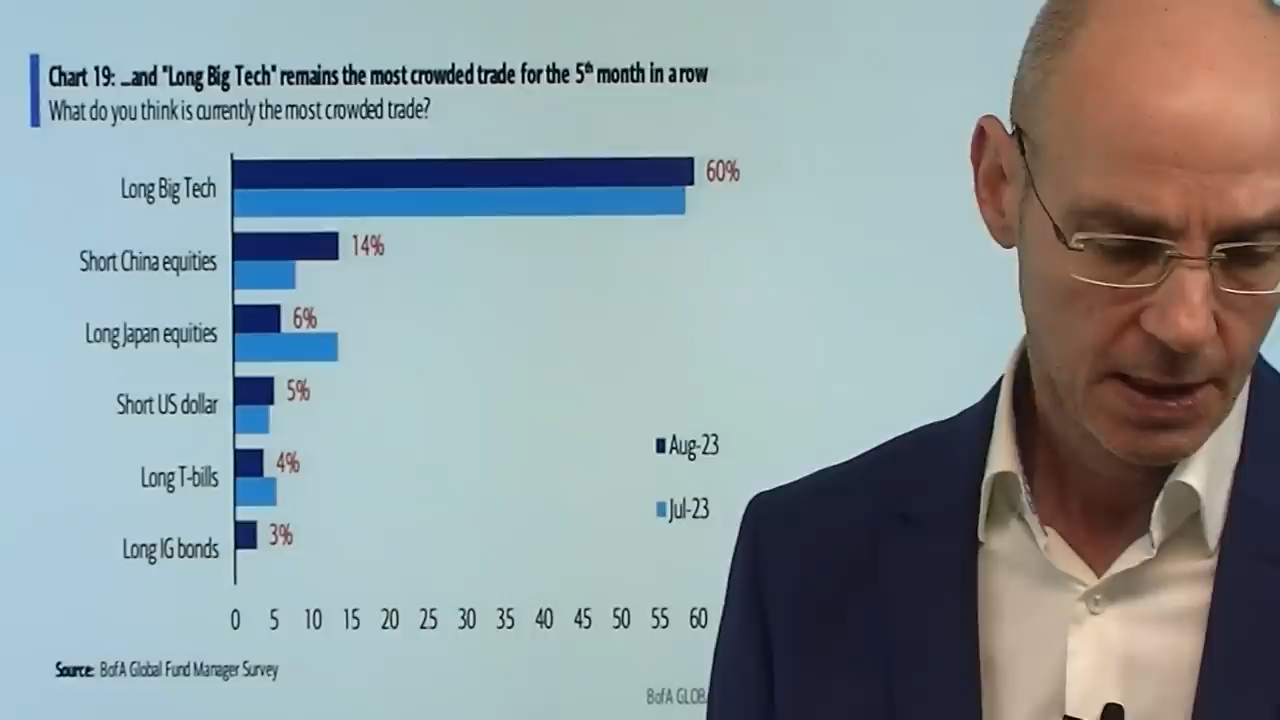 Chart 19: ...and "Long Big Tech" remains the most crowded trade for the 5th month in a row
What do you think is currently the most crowded trade?
Long Big Tech 60%
Short China equities 14%
Long Japan equities 6%
Short US dollar 5%
Long T-bills 4%
Long IG bonds 3%
Aug-23
Jul-23
0 5 10 15 20 25 30 35 40 45 50 55 60
Source: BofA Global Fund Manager Survey
BofA GLOB